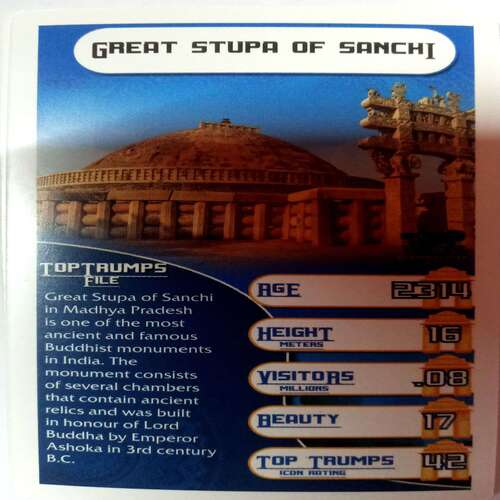 GREAT STUPA OF SANCHI
TOPTRUMPS
FILE
Great Stupa of Sanchi
in Madhya Pradesh
is one of the most
ancient and famous
Buddhist monuments
in India. The
monument consists
of several chambers
that contain ancient
relics and was built
in honour of Lord
Buddha by Emperor
Ashoka in 3rd century
B.C.
AGE 2314
HEIGHT 16
METERS
VISITORS .08
MILLIONS
BEAUTY 17
TOP TRUMPS 42
ICON RATING